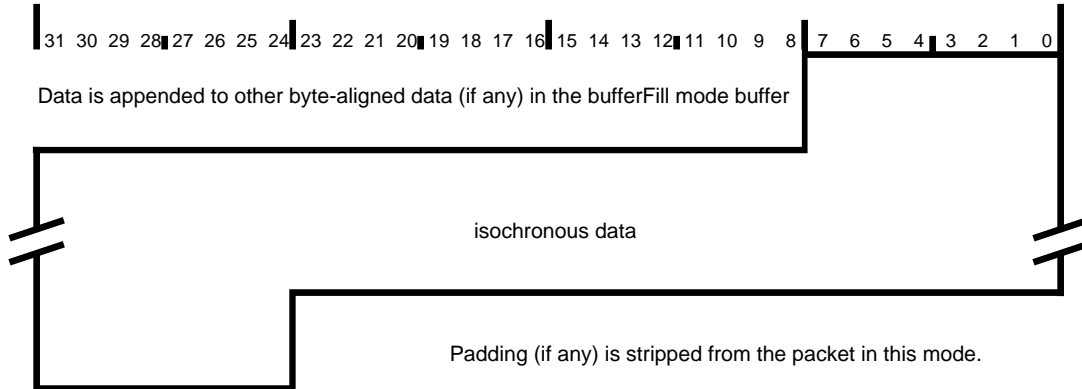 31 30 29 28 27 26 25 24 23 22 21 20 19 18 17 16 15 14 13 12 11 10 9 8 7 6 5 4 3 2 1 0
Data is appended to other byte-aligned data (if any) in the bufferFill mode buffer
isochronous data
Padding (if any) is stripped from the packet in this mode.